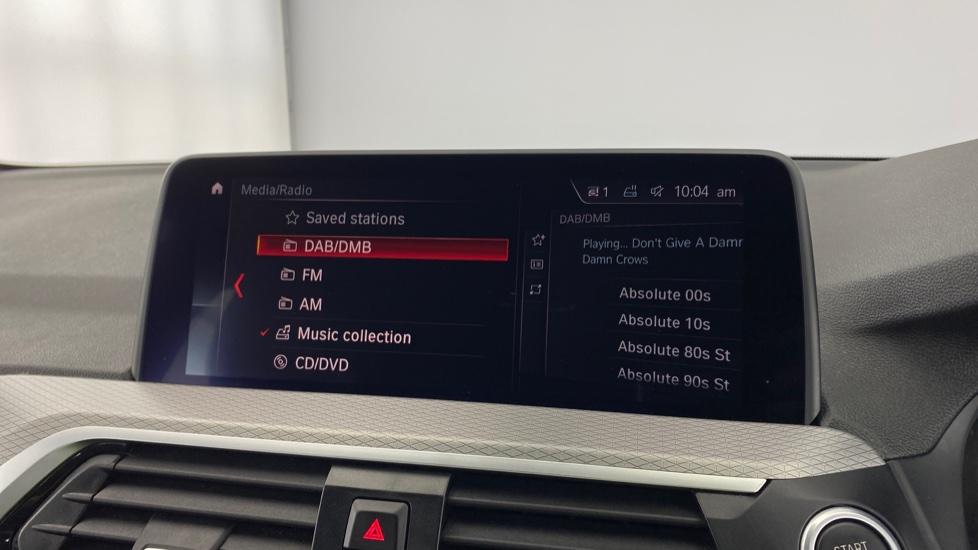 Media/Radio
1 10:04 am
Saved stations
DAB/DMB
FM
AM
Music collection
CD/DVD
DAB/DMB
Playing... Don't Give A Damn
Damn Crows
Absolute 00s
Absolute 10s
Absolute 80s St
Absolute 90s St
START